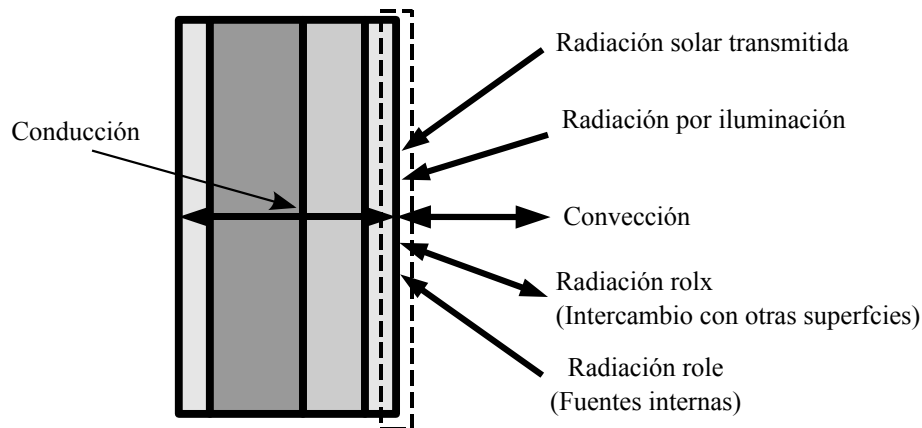 Radiación solar transmitida
Radiación por iluminación
Conducción
Convección
Radiación rolx
(Intercambio con otras superfcies)
Radiación role
(Fuentes internas)